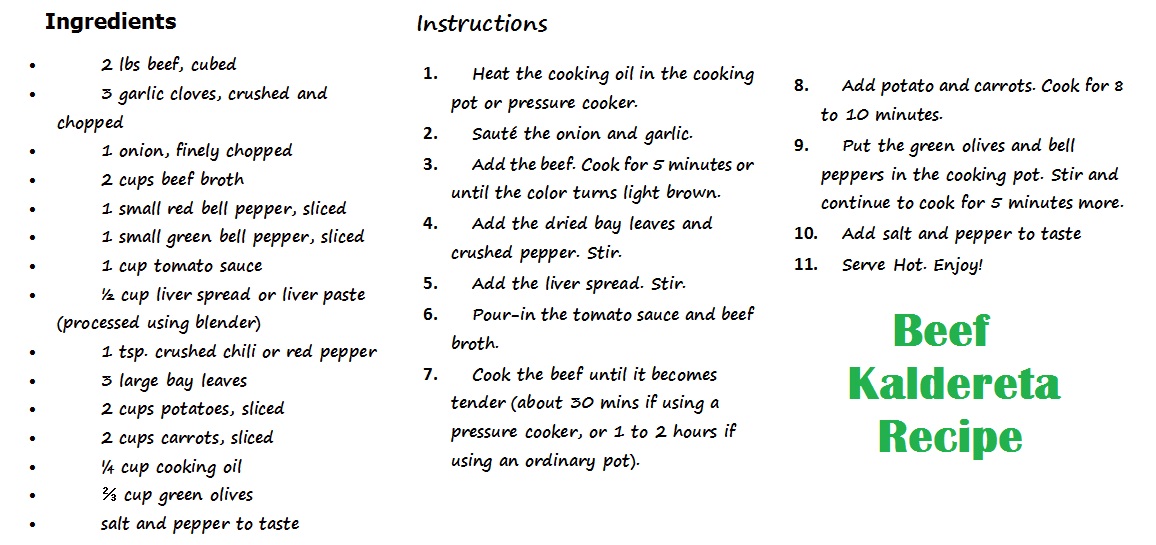 Ingredients
• 2 lbs beef, cubed
• 3 garlic cloves, crushed and
chopped
• 1 onion, finely chopped
• 2 cups beef broth
• 1 small red bell pepper, sliced
• 1 small green bell pepper, sliced
• 1 cup tomato sauce
• ½ cup liver spread or liver paste
(processed using blender)
• 1 tsp. crushed chili or red pepper
• 3 large bay leaves
• 2 cups potatoes, sliced
• 2 cups carrots, sliced
• ¼ cup cooking oil
• ⅔ cup green olives
• salt and pepper to taste
Instructions
1. Heat the cooking oil in the cooking
pot or pressure cooker.
2. Sauté the onion and garlic.
3. Add the beef. Cook for 5 minutes or
until the color turns light brown.
4. Add the dried bay leaves and
crushed pepper. Stir.
5. Add the liver spread. Stir.
6. Pour-in the tomato sauce and beef
broth.
7. Cook the beef until it becomes
tender (about 30 mins if using a
pressure cooker, or 1 to 2 hours if
using an ordinary pot).
8. Add potato and carrots. Cook for 8
to 10 minutes.
9. Put the green olives and bell
peppers in the cooking pot. Stir and
continue to cook for 5 minutes more.
10. Add salt and pepper to taste
11. Serve Hot. Enjoy!
Beef
Kaldereta
Recipe